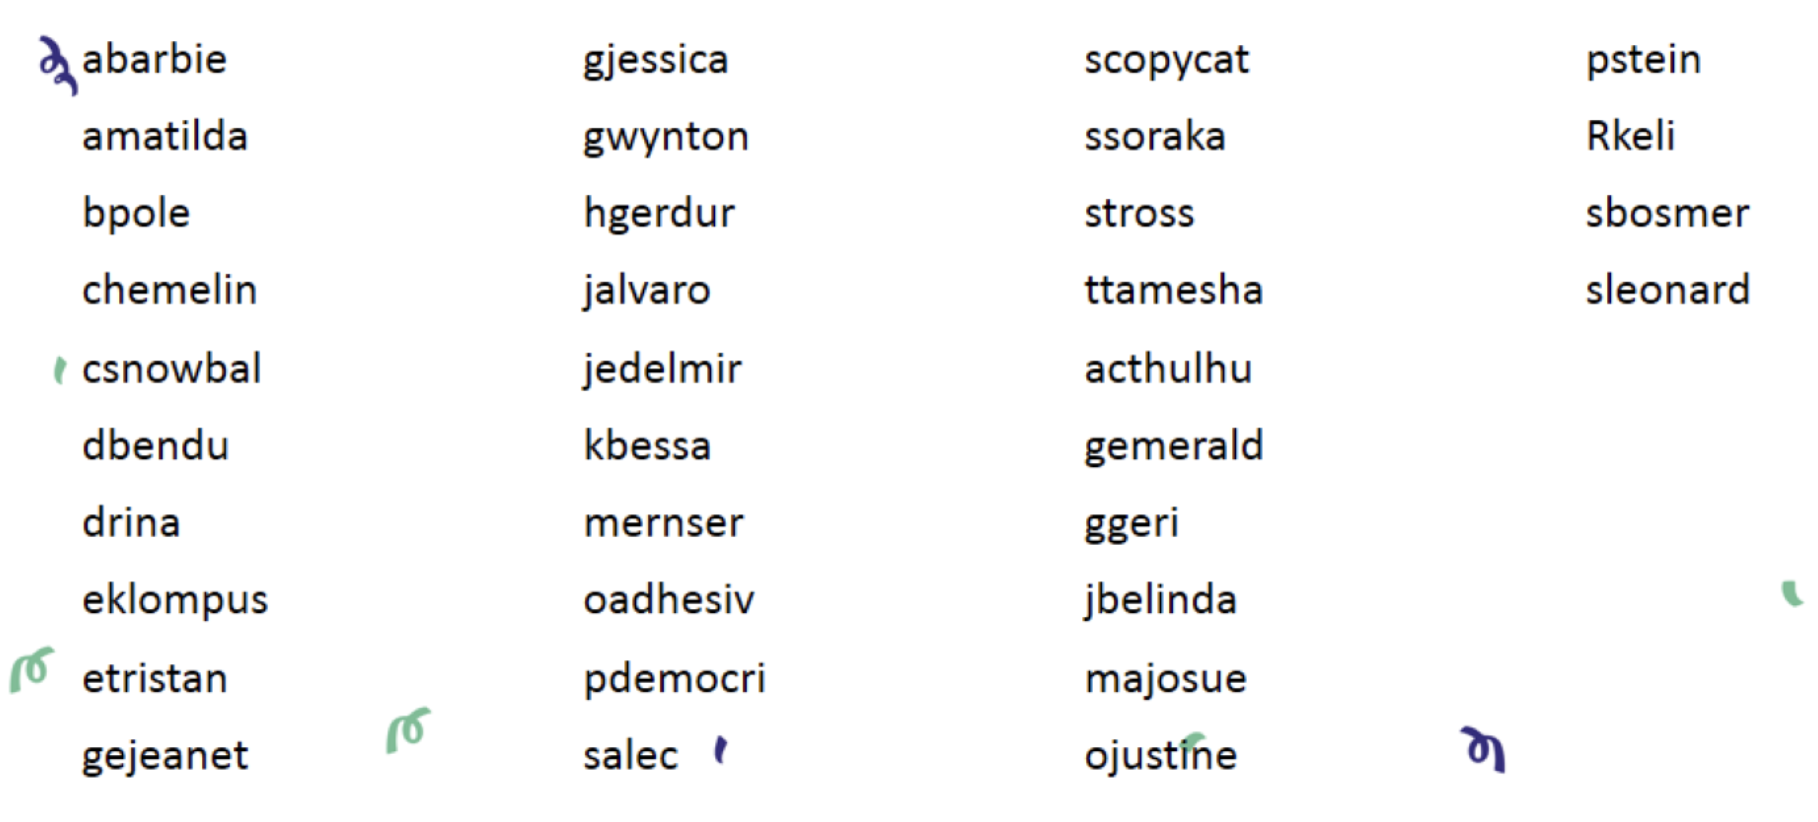 abarbie
amatilda
bpole
chemelin
csnowbal
dbendu
drina
eklompus
etristan
gejeanet
gjessica
gwynton
hgerdur
jalvaro
jedelmir
kbessa
mernser
oadhesiv
pdemocri
salec
scopycat
ssoraka
stross
ttamesha
acthulhu
gemerald
ggeri
jbelinda
majosue
ojustine
pstein
Rkeli
sbosmer
sleonard